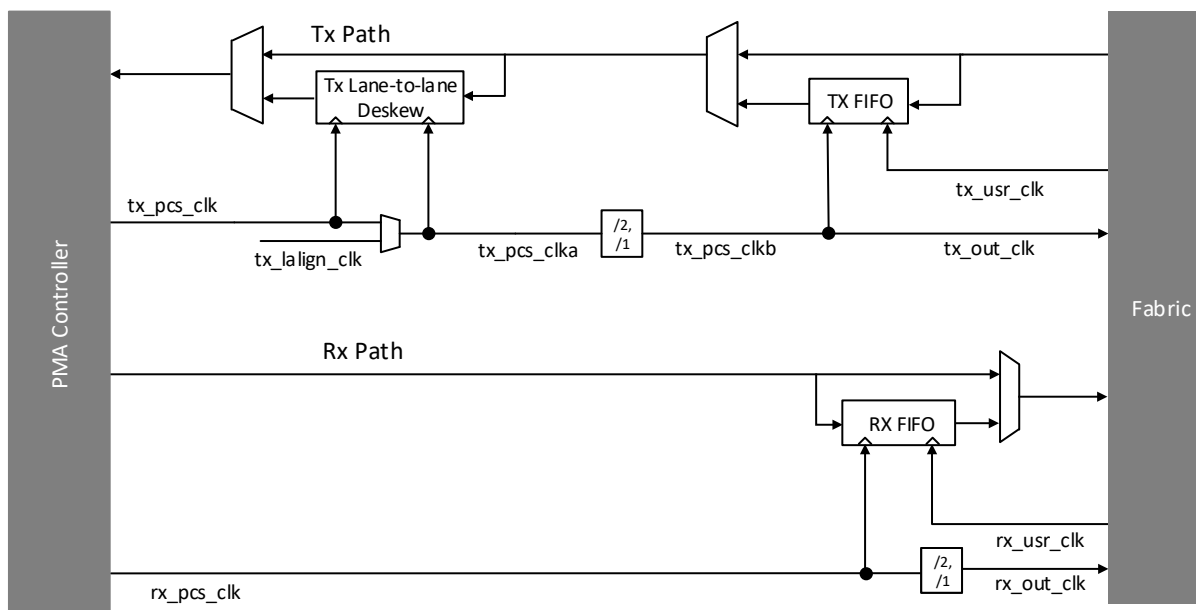 Tx Path
Tx Lane-to-lane
Deskew
TX FIFO
tx_usr_clk
tx_pcs_clk
tx_lalign_clk
tx_pcs_clka
/2,
/1
tx_pcs_clkb
tx_out_clk
PMA Controller
Fabric
Rx Path
RX FIFO
rx_usr_clk
/2,
/1
rx_out_clk
rx_pcs_clk